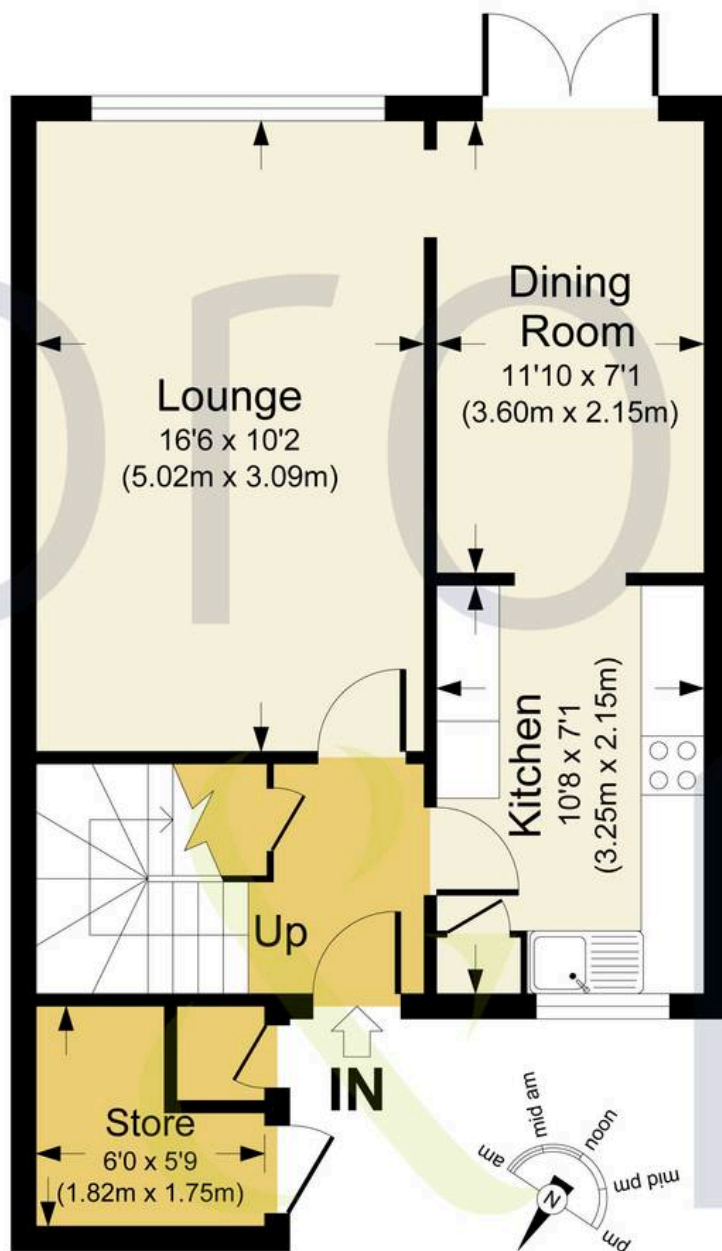 oro
Lounge
16'6 x 10'2
(5.02m x 3.09m)
Dining
Room
11'10 x 7'1
(3.60m x 2.15m)
Kitchen
10'8 x 7'1
(3.25m x 2.15m)
Up
IN
Store
6'0 x 5'9
(1.82m x 1.75m)
am
mid am
noon
mid pm
pm
N